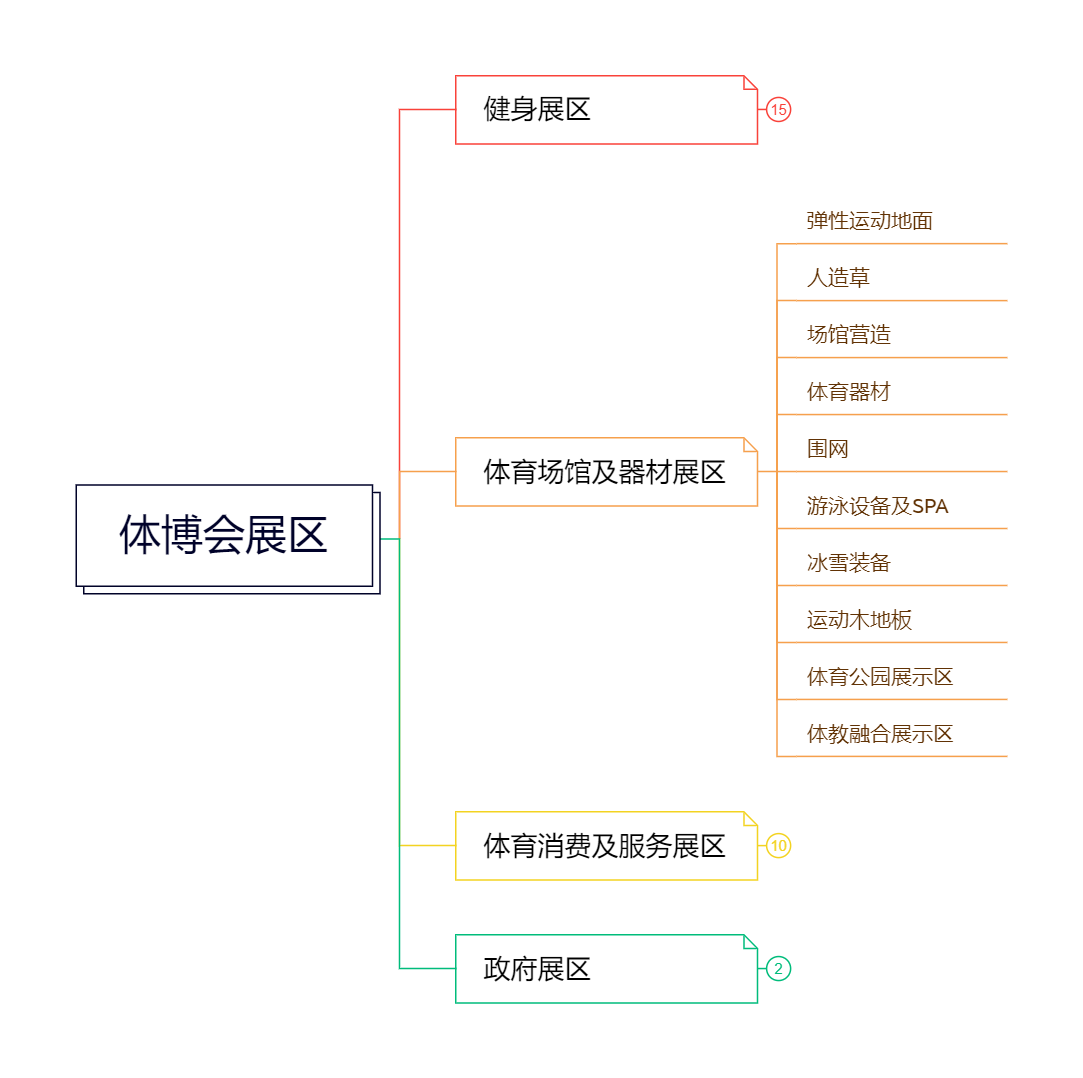 健身展区
15
弹性运动地面
人造草
场馆营造
体育器材
围网
体育场馆及器材展区
游泳设备及SPA
体博会展区
冰雪装备
运动木地板
体育公园展示区
体教融合展示区
体育消费及服务展区
10
政府展区
2